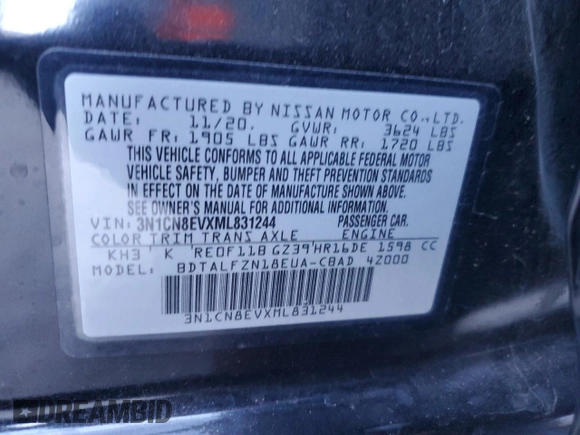 MANUFACTURED BY NISSAN MOTOR CO.,LTD.
DATE: 11/20. GVWR: 3624 LBS
GAWR FR: 1905 LBS GAWR RR: 1720 LBS
THIS VEHICLE CONFORMS TO ALL APPLICABLE FEDERAL MOTOR
VEHICLE SAFETY, BUMPER AND THEFT PREVENTION STANDARDS
IN EFFECT ON THE DATE OF MANUFACTURE SHOWN ABOVE.
SEE OWNER'S MANUAL FOR ADDITIONAL INFORMATION.
VIN: 3N1CN8EVXML831244 PASSENGER CAR.
COLOR TRIM TRANS AXLE ENGINE
KH3 K RE0F11B GZ39 HR16DE 1598 CC
MODEL: BDTALFZN18EUA-CBAD 4Z000
3N1CN8EVXML831244
DREAMBID